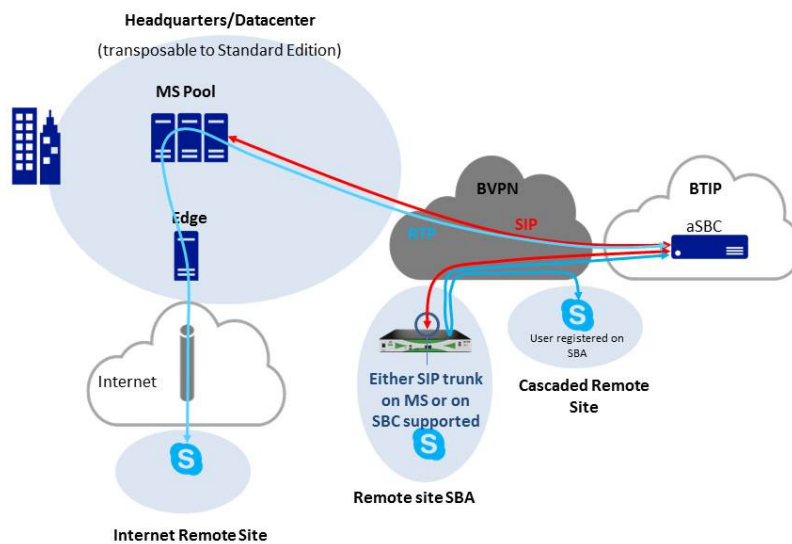 Headquarters/Datacenter
(transposable to Standard Edition)
MS Pool
BVPN
BTIP
SIP
aSBC
RTP
Edge
User registered on
SBA
Internet
Either SIP trunk
on MS or on
SBC supported
Cascaded Remote
Site
Remote site SBA
Internet Remote Site